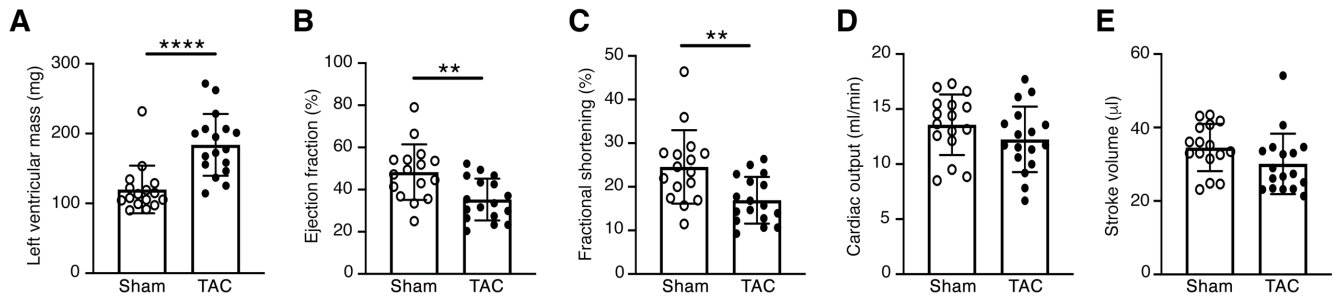 A
Left ventricular mass (mg)
300
200
100
0
****
Sham
TAC
B
Ejection fraction (%)
100
80
60
40
20
0
**
Sham
TAC
C
Fractional shortening (%)
50
40
30
20
10
0
**
Sham
TAC
D
Cardiac output (ml/min)
20
15
10
5
0
Sham
TAC
E
Stroke volume (μl)
60
40
20
0
Sham
TAC